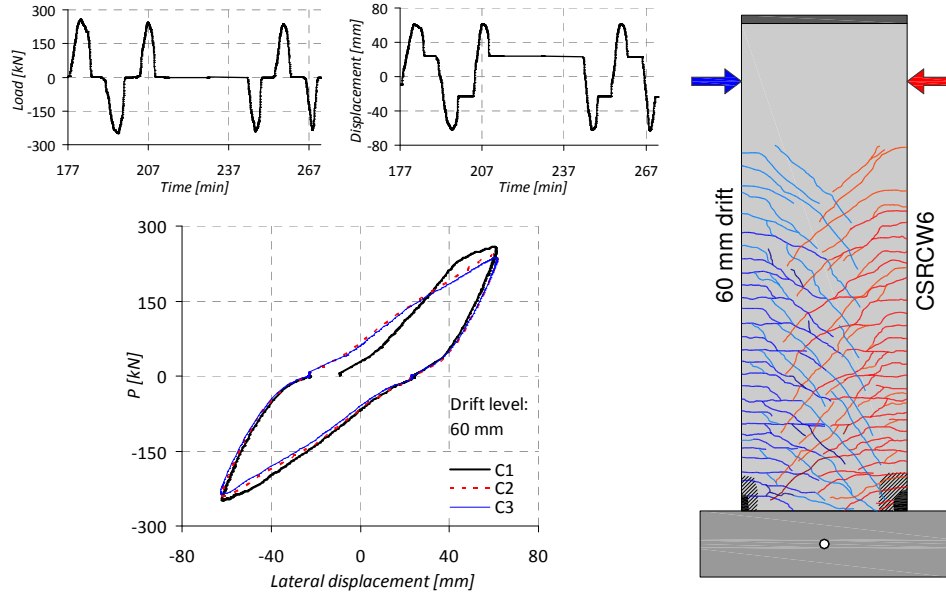 Load [kN]
300
150
0
-150
-300
177
207
237
267
Time [min]
Displacement [mm]
80
40
0
-40
-80
177
207
237
267
Time [min]
P [kN]
300
150
0
-150
-300
-80
-40
0
40
80
Lateral displacement [mm]
Drift level:
60 mm
C1
C2
C3
60 mm drift
CSRCW6